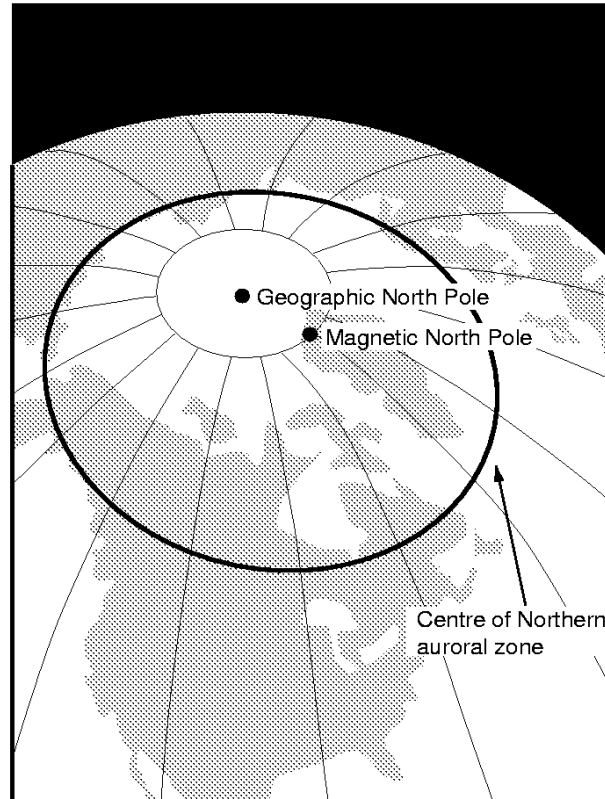 Geographic North Pole
Magnetic North Pole
Centre of Northern
auroral zone